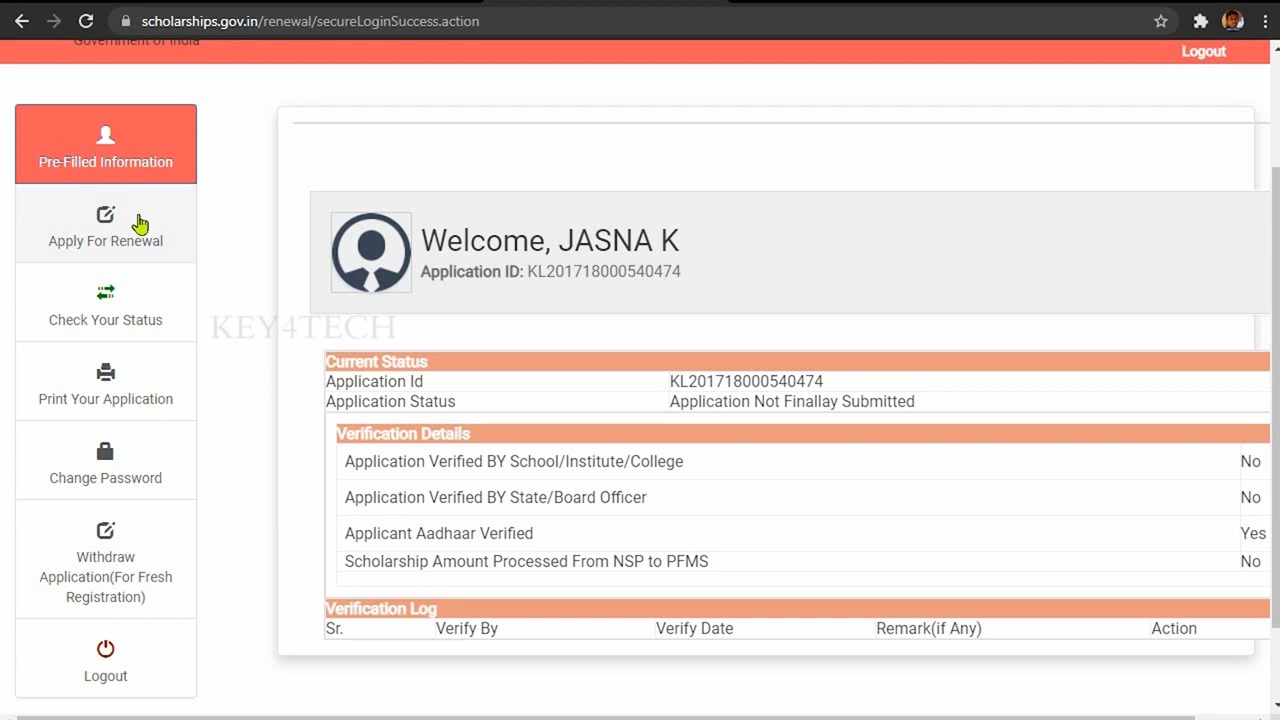 scholarships.gov.in/renewal/secureLoginSuccess.action
Government of India
Logout
Pre-Filled Information
Apply For Renewal
Check Your Status
Print Your Application
Change Password
Withdraw
Application(For Fresh
Registration)
Logout
Welcome, JASNA K
Application ID: KL201718000540474
KEY4TECH
Current Status
Application Id KL201718000540474
Application Status Application Not Finallay Submitted
Verification Details
Application Verified BY School/Institute/College No
Application Verified BY State/Board Officer No
Applicant Aadhaar Verified Yes
Scholarship Amount Processed From NSP to PFMS No
Verification Log
Sr. Verify By Verify Date Remark(if Any) Action